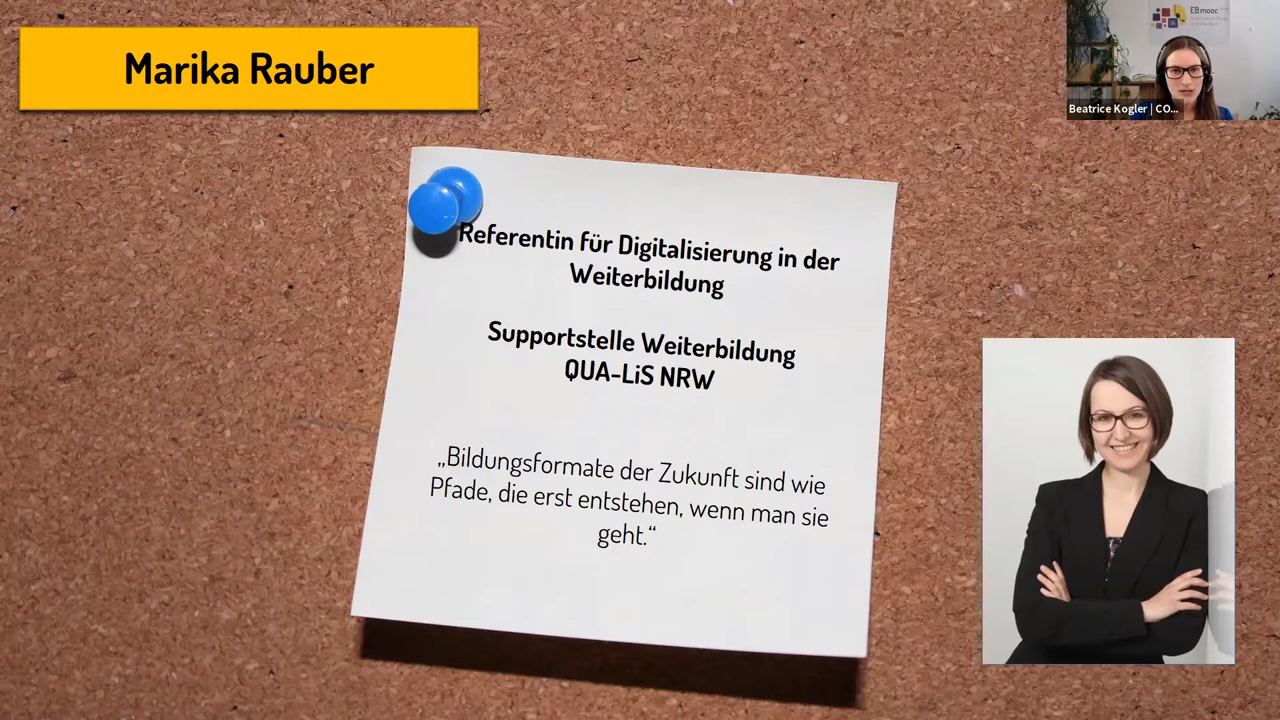 Marika Rauber
EBmooc
Beatrice Kogler | CO...
Referentin für Digitalisierung in der
Weiterbildung
Supportstelle Weiterbildung
QUA-LiS NRW
„Bildungsformate der Zukunft sind wie
Pfade, die erst entstehen, wenn man sie
geht.“